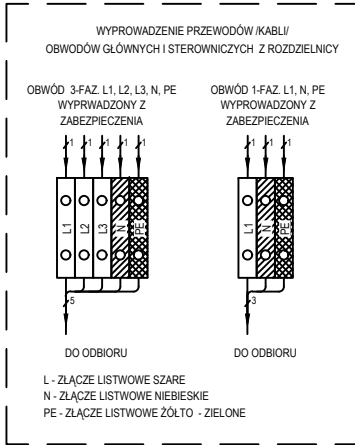 WYPROWADZENIE PRZEWODÓW /KABLI/
OBWODÓW GŁÓWNYCH I STEROWNICZYCH Z ROZDZIELNICY
OBWÓD 3-FAZ. L1, L2, L3, N, PE
WYPRWADZONY Z
ZABEZPIECZENIA
OBWÓD 1-FAZ. L1, N, PE
WYPROWADZONY Z
ZABEZPIECZENIA
1 1 1 1 1
1 1 1
L1 L2 L3 N PE
L1 N PE
5
3
DO ODBIORU
DO ODBIORU
L - ZŁĄCZE LISTWOWE SZARE
N - ZŁĄCZE LISTWOWE NIEBIESKIE
PE - ZŁĄCZE LISTWOWE ŻÓŁTO - ZIELONE